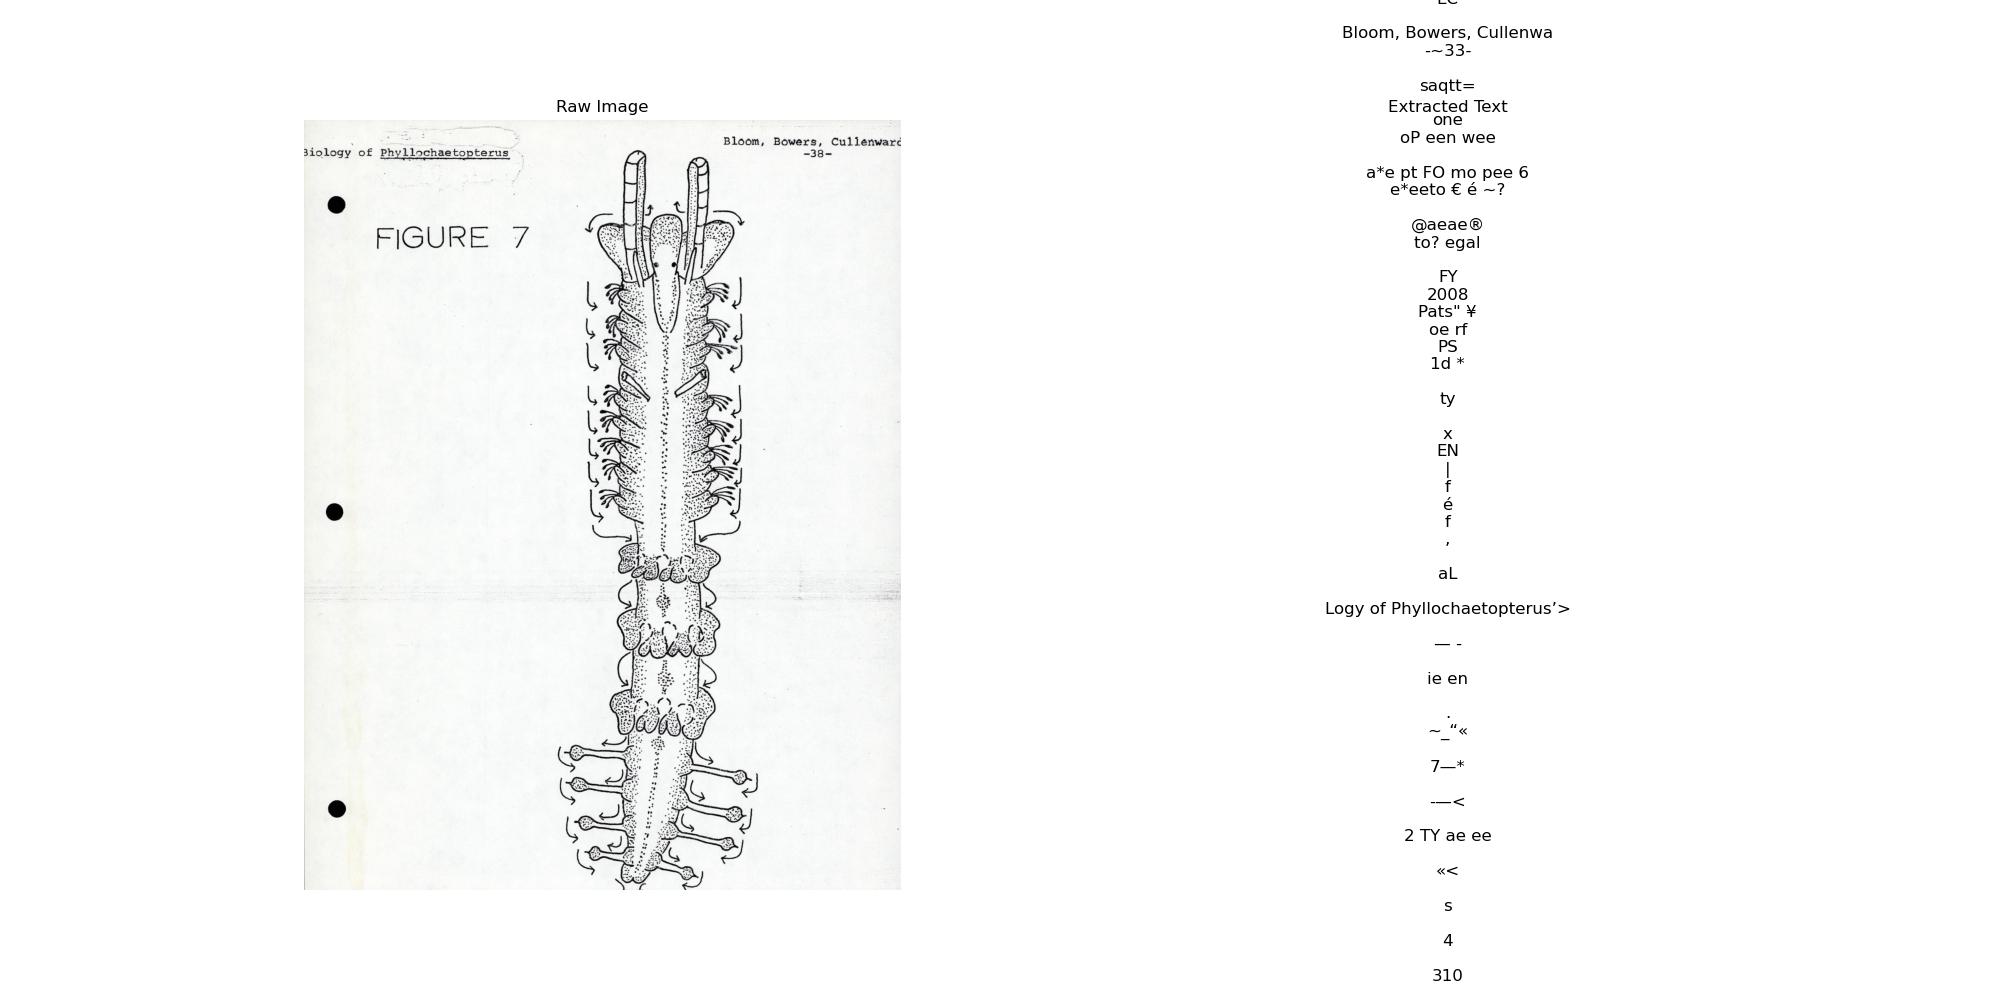 Raw Image
Biology of Phyllochaetopterus
Bloom, Bowers, Cullenward
-38-
FIGURE 7
Bloom, Bowers, Cullenwa
-~33-
saqtt=
Extracted Text
one
oP een wee
a*e pt FO mo pee 6
e*eeto € é ~?
@aeae®
to? egal
FY
2008
Pats" ¥
oe rf
PS
1d *
ty
x
EN
|
f
é
f
,
aL
Logy of Phyllochaetopterus’>
— -
ie en
.
~_“«
7—*
-—<
2 TY ae ee
«<
s
4
310